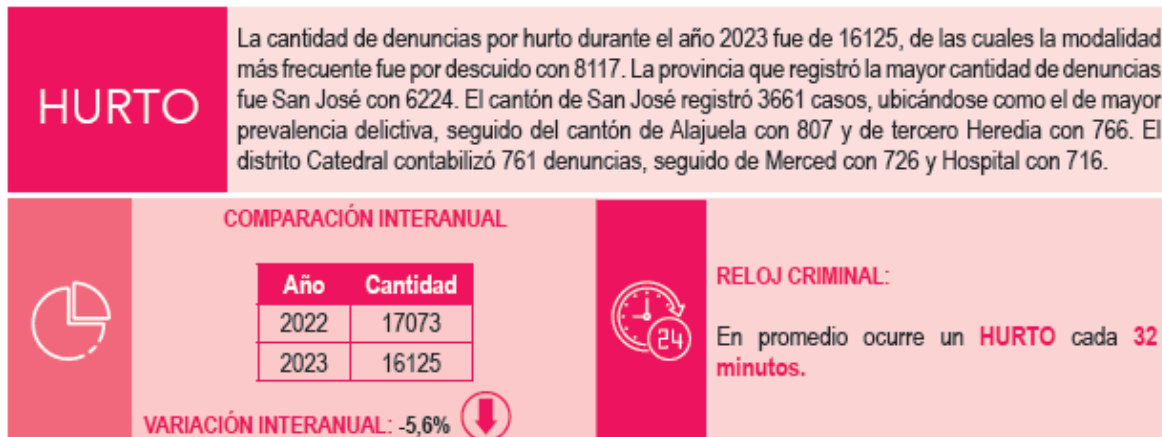 HURTO
La cantidad de denuncias por hurto durante el año 2023 fue de 16125, de las cuales la modalidad
más frecuente fue por descuido con 8117. La provincia que registró la mayor cantidad de denuncias
fue San José con 6224. El cantón de San José registró 3661 casos, ubicándose como el de mayor
prevalencia delictiva, seguido del cantón de Alajuela con 807 y de tercero Heredia con 766. El
distrito Catedral contabilizó 761 denuncias, seguido de Merced con 726 y Hospital con 716.
COMPARACIÓN INTERANUAL
Año Cantidad
2022 17073
2023 16125
VARIACIÓN INTERANUAL: -5,6%
24
RELOJ CRIMINAL:
En promedio ocurre un HURTO cada 32
minutos.